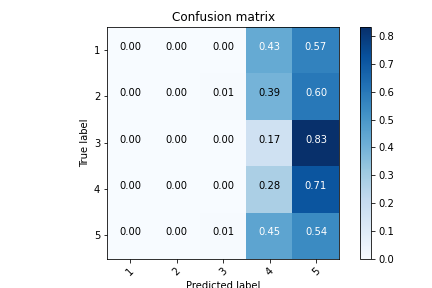 Confusion matrix
1 0.00 0.00 0.00 0.43 0.57
2 0.00 0.00 0.01 0.39 0.60
3 0.00 0.00 0.00 0.17 0.83
4 0.00 0.00 0.00 0.28 0.71
5 0.00 0.00 0.01 0.45 0.54
True label
1 2 3 4 5
Predicted label
0.8
0.7
0.6
0.5
0.4
0.3
0.2
0.1
0.0